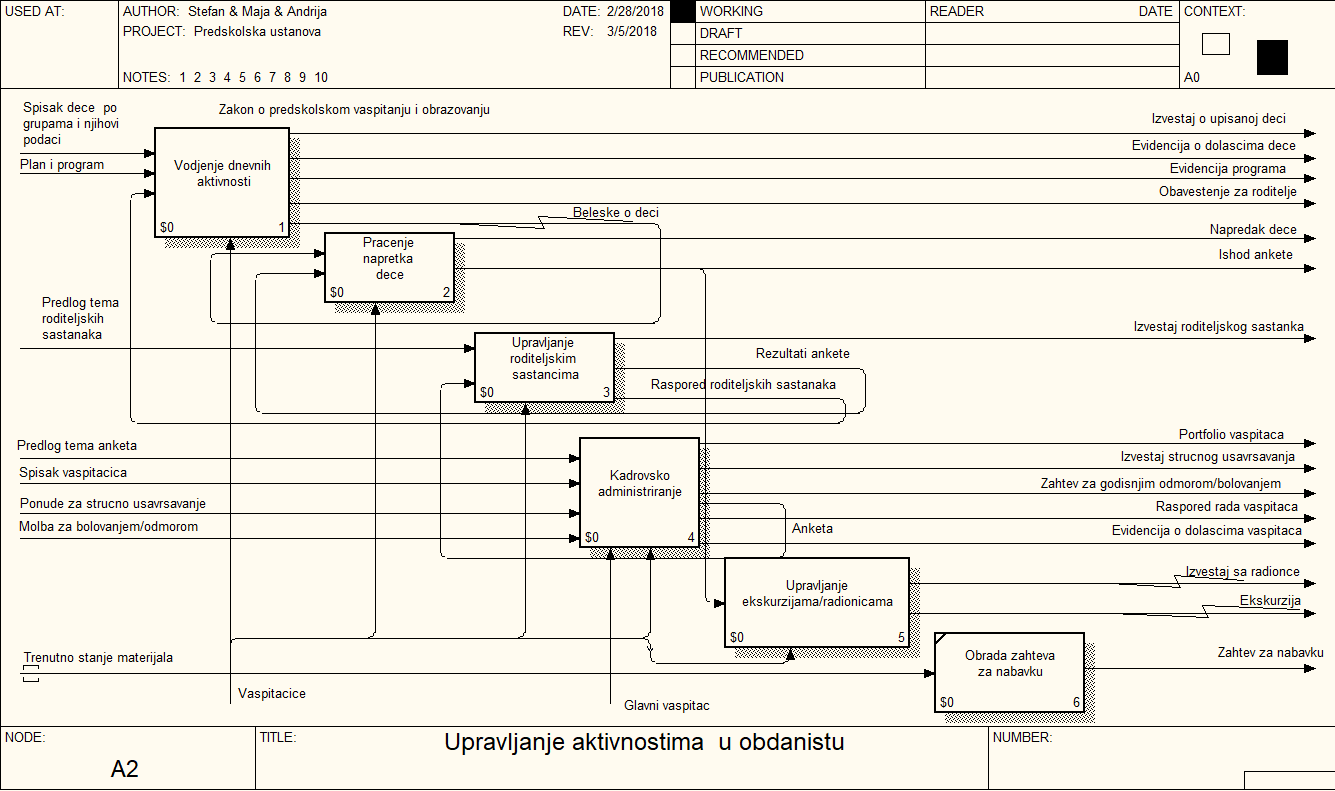 USED AT:
AUTHOR: Stefan & Maja & Andrija
DATE: 2/28/2018
PROJECT: Predskolska ustanova
REV: 3/5/2018
NOTES: 1 2 3 4 5 6 7 8 9 10
WORKING
DRAFT
RECOMMENDED
PUBLICATION
READER
DATE
CONTEXT:
A0
Spisak dece po
grupama i njihovi
podaci
Zakon o predskolskom vaspitanju i obrazovanju
Plan i program
Vodjenje dnevnih
aktivnosti
$0
1
Izvestaj o upisanoj deci
Evidencija o dolascima dece
Evidencija programa
Obavestenje za roditelje
Beleske o deci
Pracenje
napretka
dece
$0
2
Napredak dece
Ishod ankete
Predlog tema
roditeljskih
sastanaka
Upravljanje
roditeljskim
sastancima
$0
3
Izvestaj roditeljskog sastanka
Rezultati ankete
Raspored roditeljskih sastanaka
Predlog tema anketa
Spisak vaspitacica
Ponude za strucno usavrsavanje
Molba za bolovanjem/odmorom
Kadrovsko
administriranje
$0
4
Portfolio vaspitaca
Izvestaj strucnog usavrsavanja
Zahtev za godisnjim odmorom/bolovanjem
Raspored rada vaspitaca
Evidencija o dolascima vaspitaca
Anketa
Upravljanje
ekskurzijama/radionicama
$0
5
Izvestaj sa radionce
Ekskurzija
Trenutno stanje materijala
Obrada zahteva
za nabavku
$0
6
Zahtev za nabavku
Vaspitacice
Glavni vaspitac
NODE:
A2
TITLE:
Upravljanje aktivnostima u obdanistu
NUMBER: